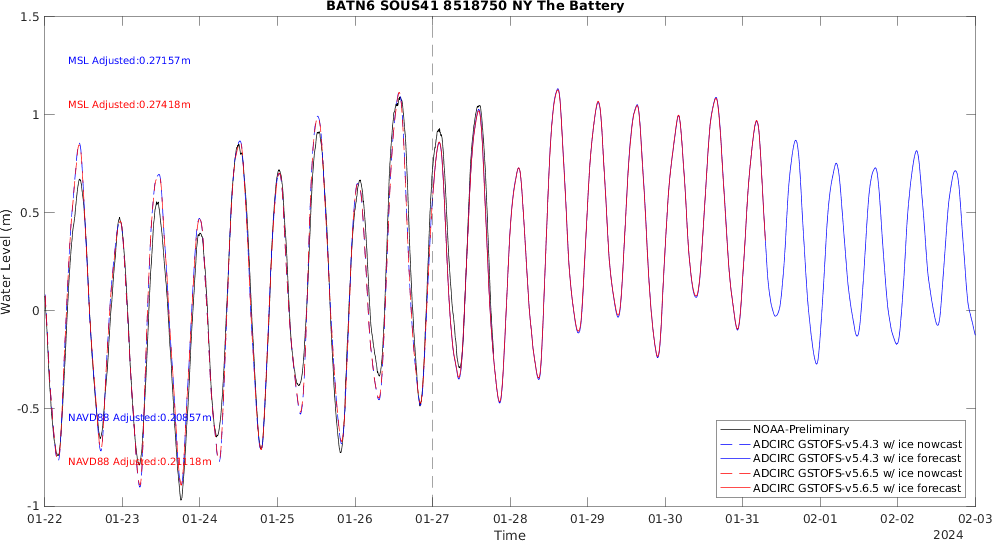 BATN6 SOUS41 8518750 NY The Battery
1.5
1
0.5
0
-0.5
-1
Water Level (m)
MSL Adjusted:0.27157m
MSL Adjusted:0.27418m
NAVD88 Adjusted:0.20857m
NAVD88 Adjusted:0.21118m
NOAA-Preliminary
ADCIRC GSTOFS-v5.4.3 w/ ice nowcast
ADCIRC GSTOFS-v5.4.3 w/ ice forecast
ADCIRC GSTOFS-v5.6.5 w/ ice nowcast
ADCIRC GSTOFS-v5.6.5 w/ ice forecast
01-22 01-23 01-24 01-25 01-26 01-27 01-28 01-29 01-30 01-31 02-01 02-02 02-03
Time
2024